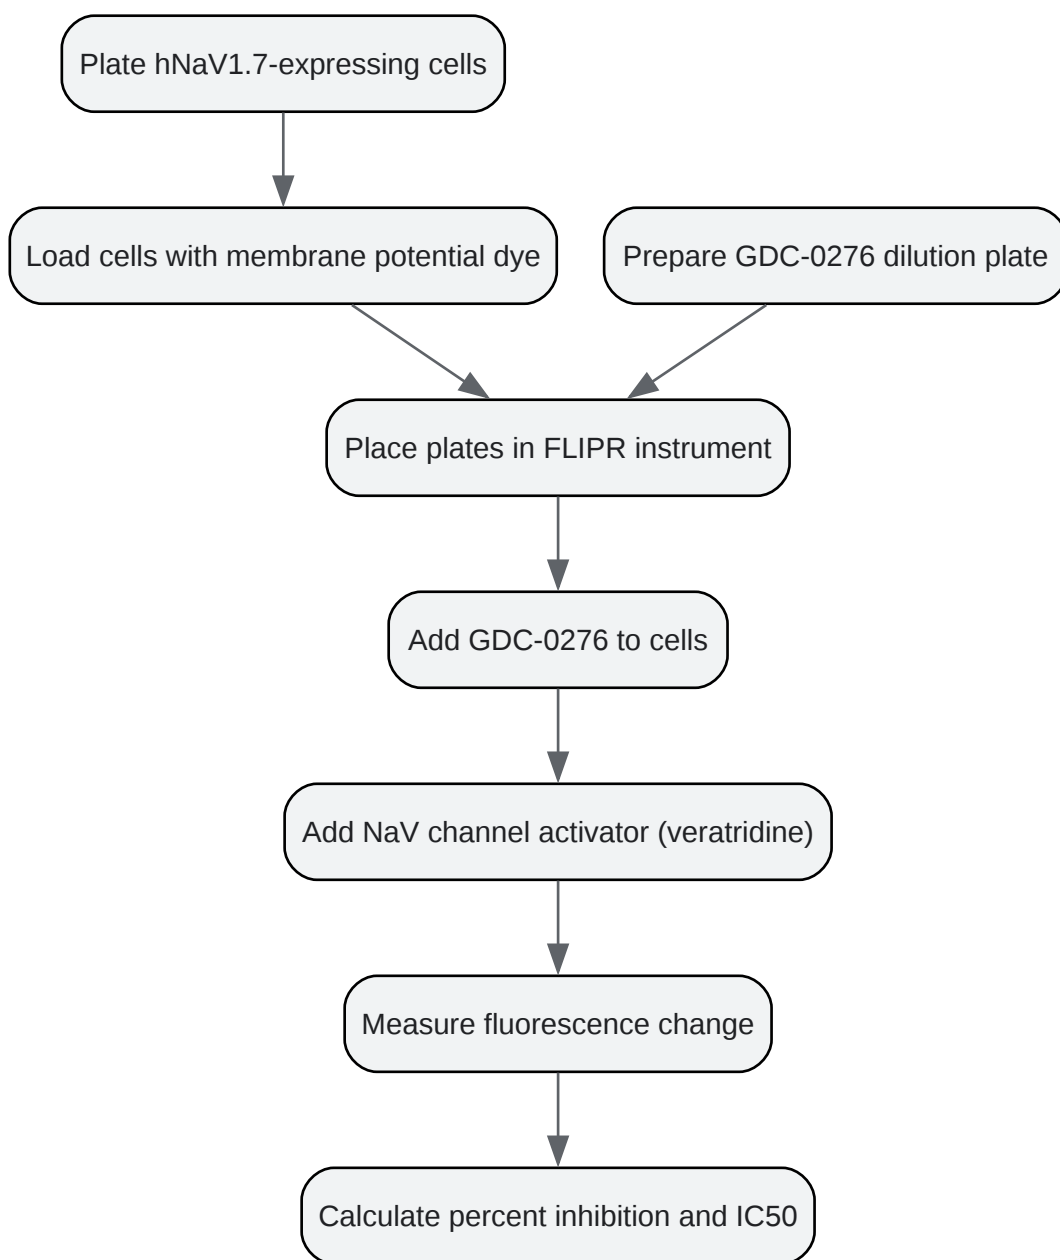 Plate hNaV1.7-expressing cells
Load cells with membrane potential dye
Prepare GDC-0276 dilution plate
Place plates in FLIPR instrument
Add GDC-0276 to cells
Add NaV channel activator (veratridine)
Measure fluorescence change
Calculate percent inhibition and IC50